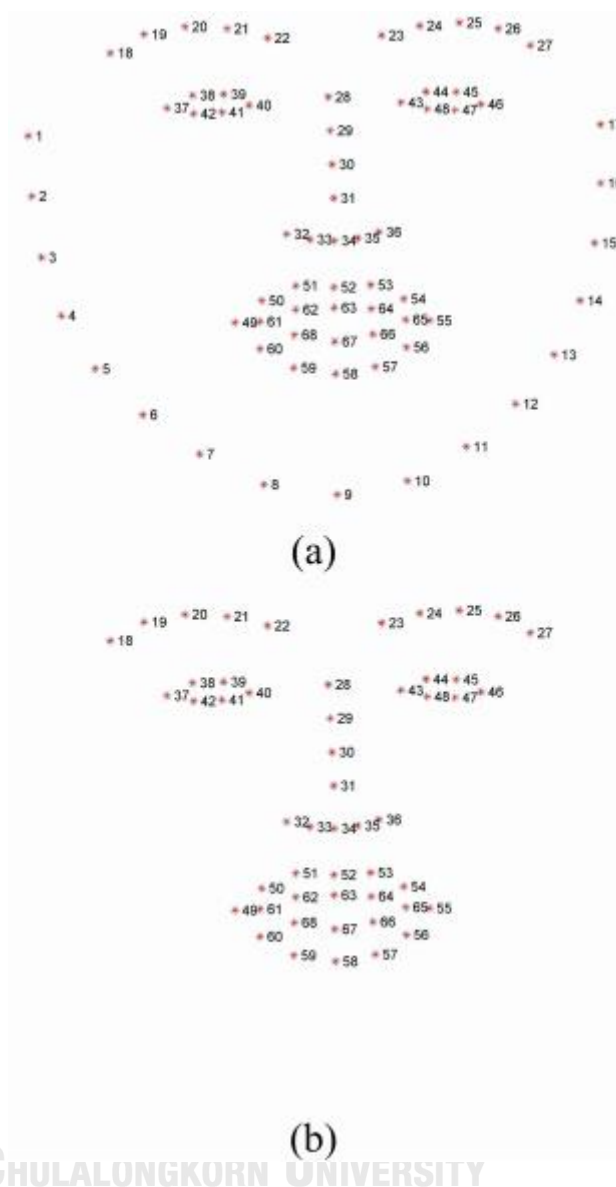 18 19 20 21 22 23 24 25 26 27
37 38 39 40 28 43 44 45 46
42 41 48 47
1 29 17
2 30
31
3 32 33 34 35 36 15
4 50 51 52 53 54 14
49 61 62 63 64 65 55
60 68 67 66 56 13
5 59 58 57
6 12
7 11
8 9 10
(a)
18 19 20 21 22 23 24 25 26 27
37 38 39 40 28 43 44 45 46
42 41 48 47
29
30
31
32 33 34 35 36
50 51 52 53 54
49 61 62 63 64 65 55
60 68 67 66 56
59 58 57
(b)
CHULALONGKORN UNIVERSITY